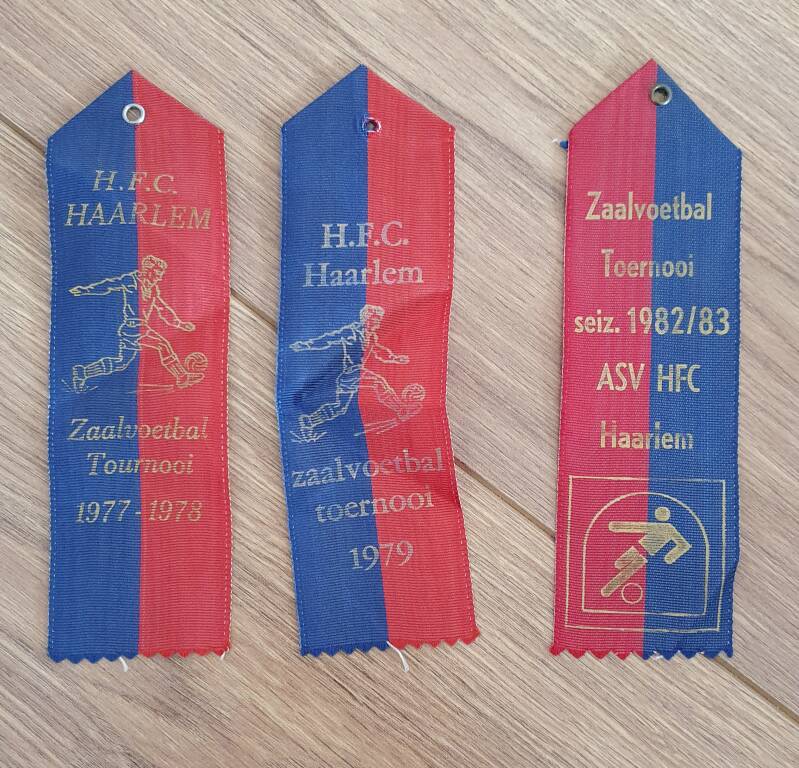 H.F.C.
HAARLEM
Zaalvoetbal
Tournooi
1977-1978
H.F.C.
Haarlem
zaalvoetbal
toernooi
1979
Zaalvoetbal
Toernooi
seiz. 1982/83
ASV HFC
Haarlem